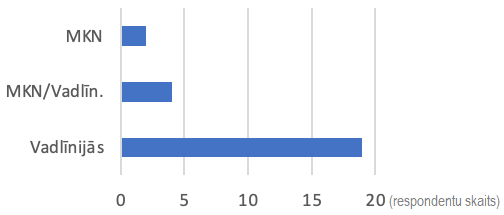 MKN
MKN/Vadlīn.
Vadlīnijās
0 5 10 15 20 (respondentu skaits)